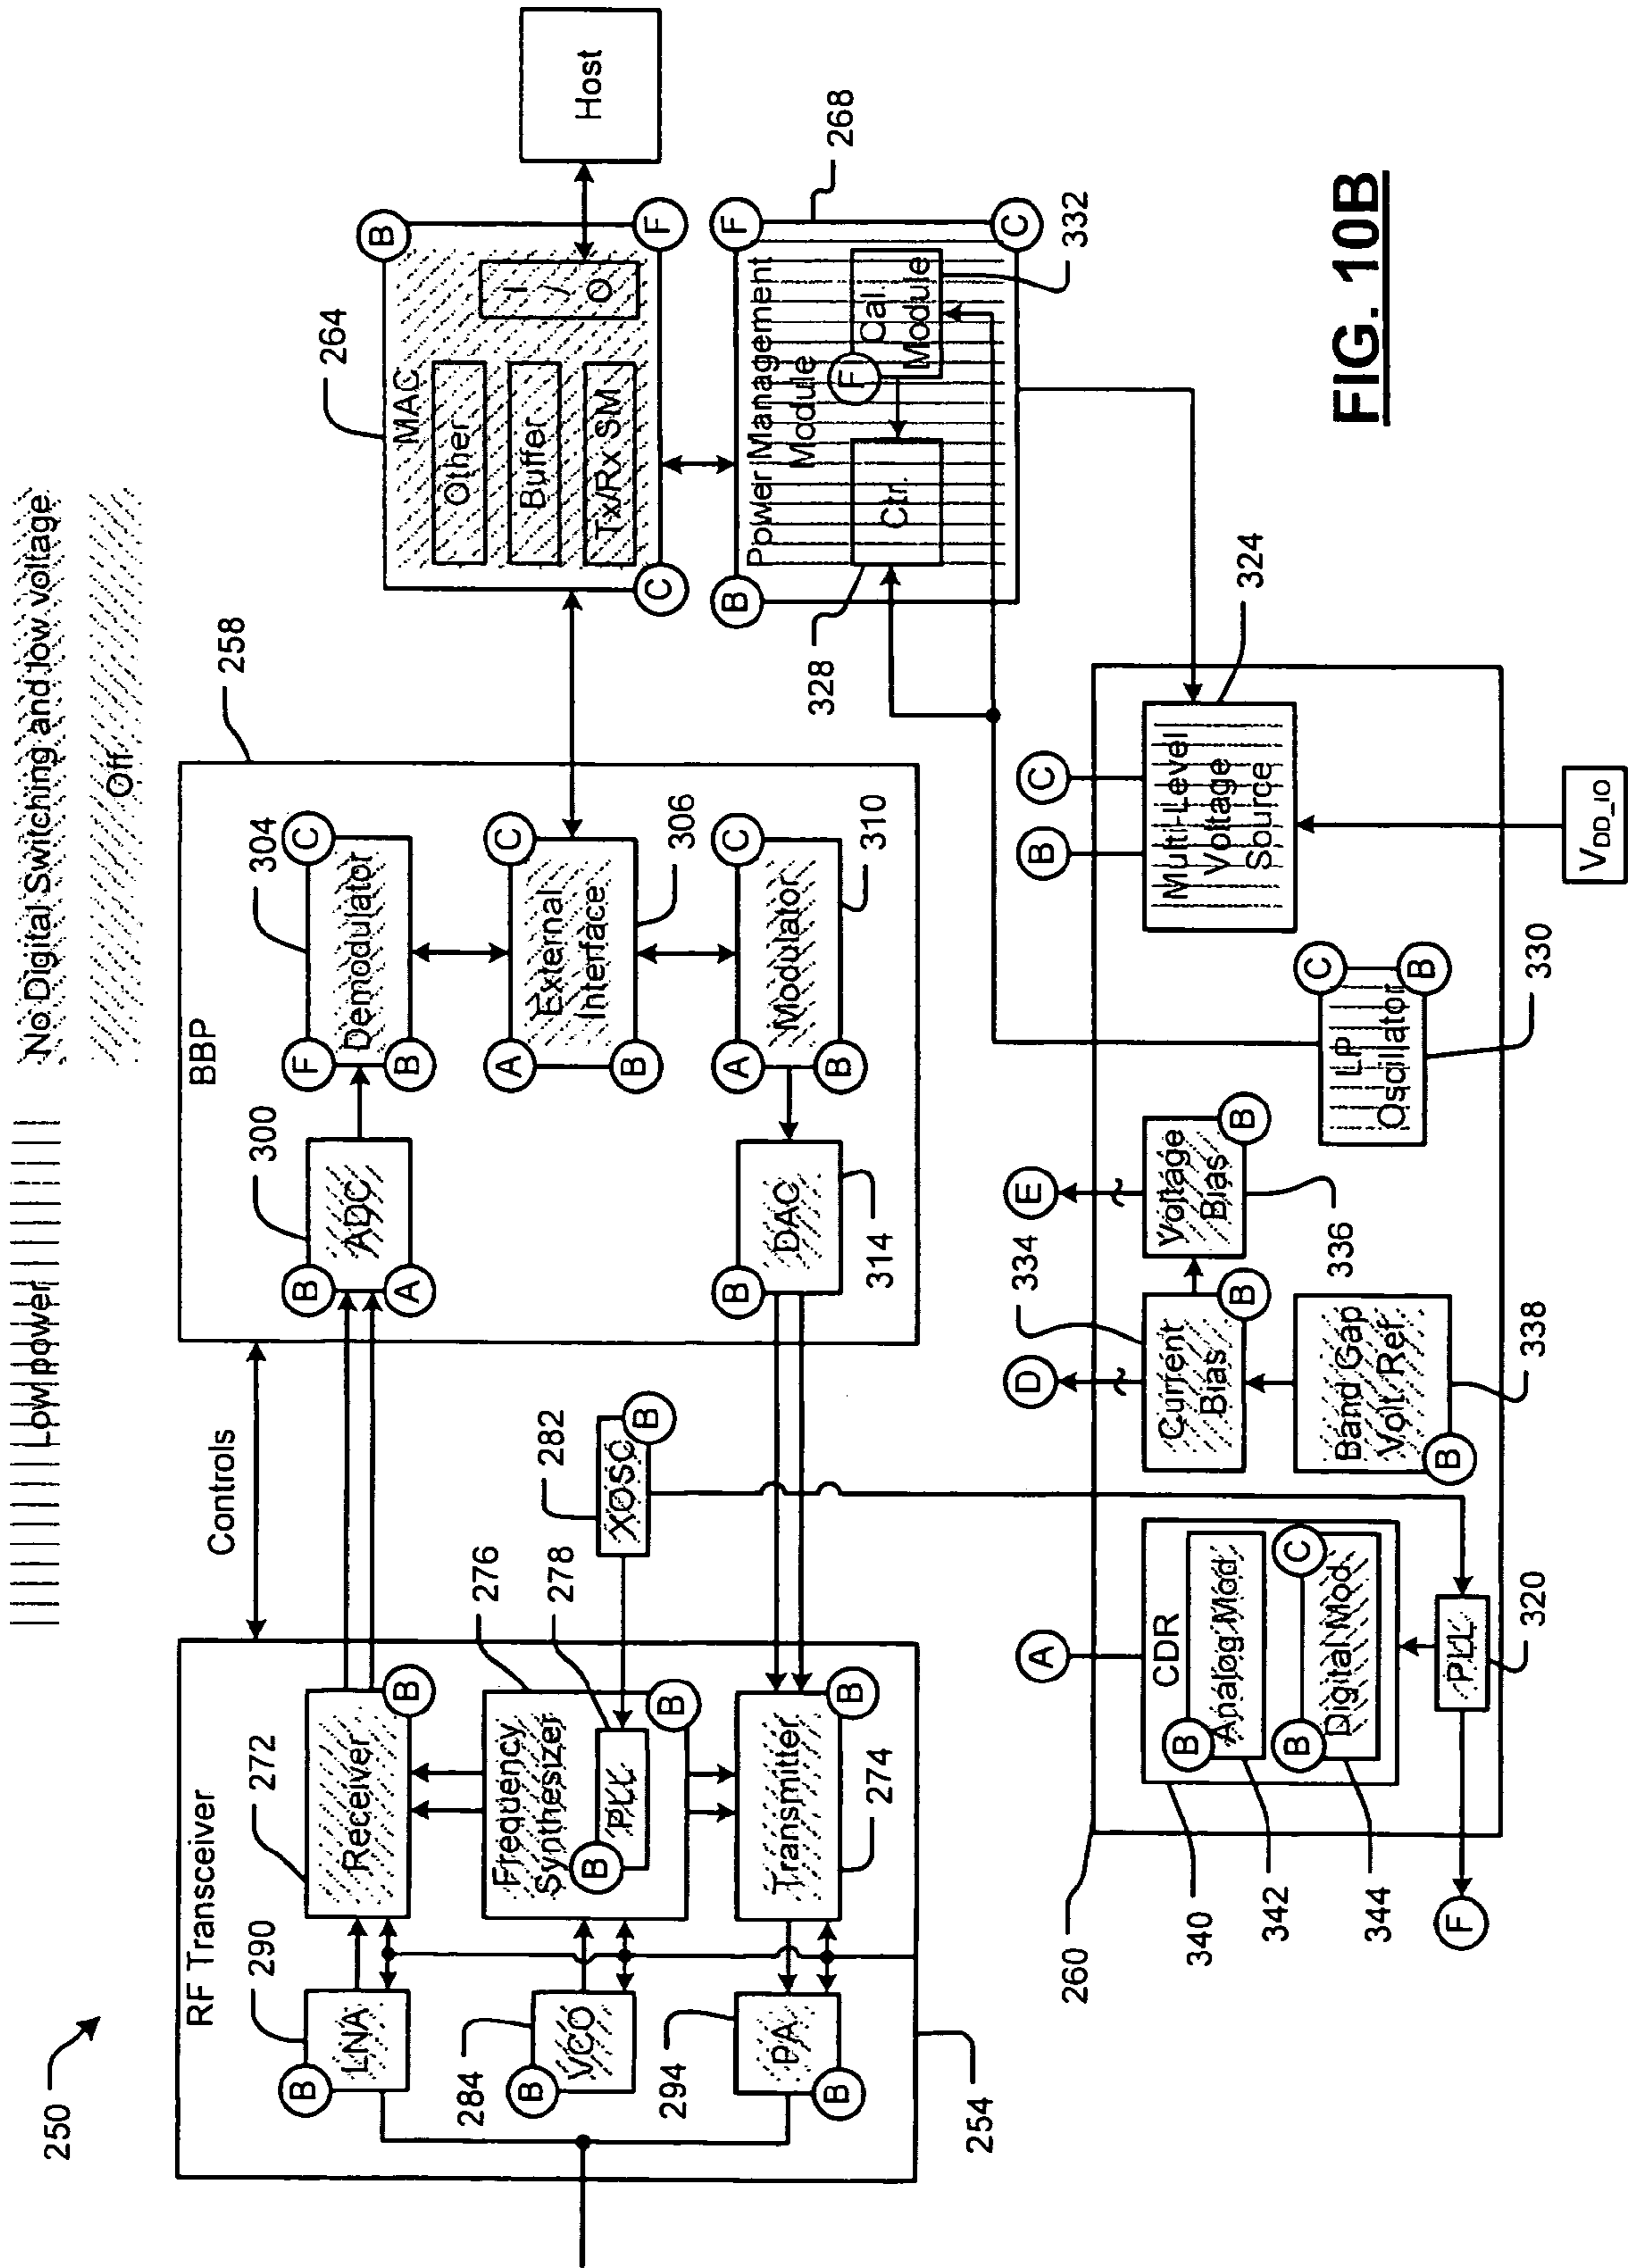 250
Low power
No Digital Switching and low voltage
Off
RF Transceiver
290
LNA
B
272
Receiver
B
276
278
Frequency
Synthesizer
PLL
B
B
284
VCO
B
294
PA
B
Transmitter
B
274
254
Controls
282
XOSC
B
BBP
258
300
B
ADC
A
304
F
Demodulator
C
B
A
External
Interface
C
B
306
A
Modulator
C
B
310
B
DAC
314
264
MAC
B
Other
Buffer
Tx/Rx SM
I / O
C
F
Host
B
F
Power Management
Module
268
F
Cal.
Module
Ctr.
328
332
C
260
A
CDR
B
Analog Mod
B
C
Digital Mod
340
342
344
PLL
320
F
D
334
Current
Bias
B
Band Gap
Volt. Ref.
B
338
E
Voltage
Bias
B
336
LP
Oscillator
C
B
330
B
C
Multi-Level
Voltage
Source
324
VDD_IO
FIG. 10B